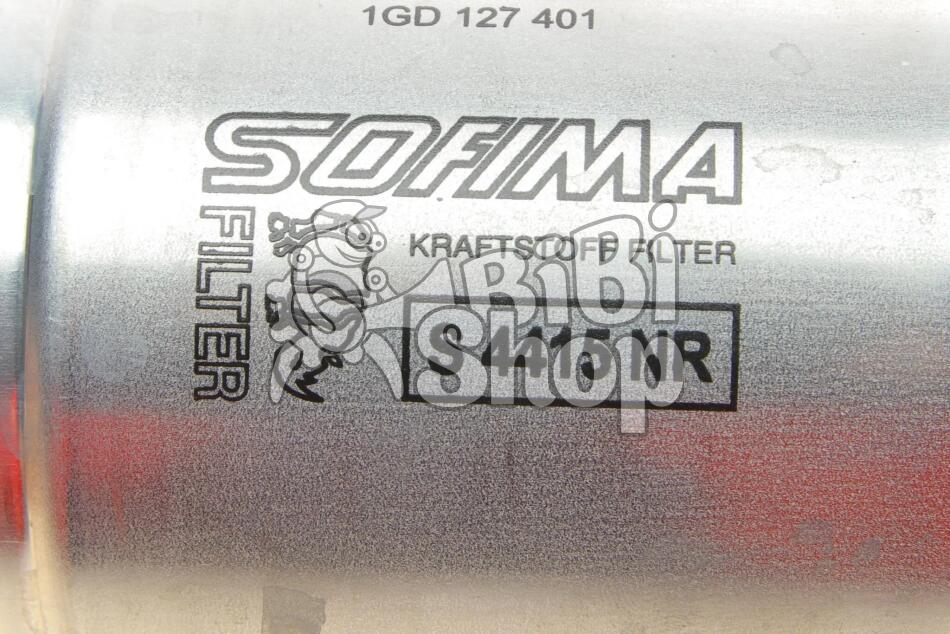 1GD 127 401
SOFIMA
FILTER
KRAFTSTOFF FILTER
S 4415 NR
BiBi
Shop